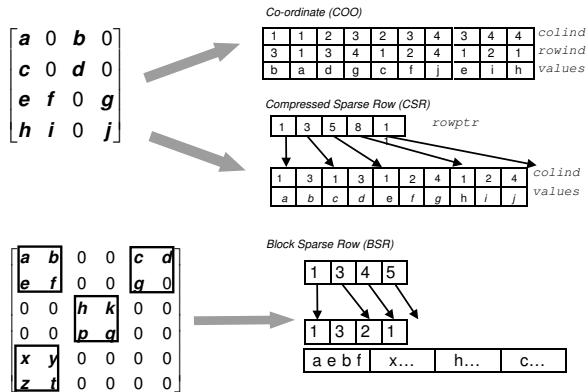 Co-ordinate (COO)
a 0 b 0
c 0 d 0
e f 0 g
h i 0 j
1 1 2 3 2 3 4 3 4 4 colind
3 1 3 4 1 2 4 1 2 1 rowind
b a d g c f j e i h values
Compressed Sparse Row (CSR)
1 3 5 8 1 rowptr
1
1 3 1 3 1 2 4 1 2 4 colind
a b c d e f g h i j values
Block Sparse Row (BSR)
a b 0 0 c d
e f 0 0 g 0
0 0 h k 0 0
0 0 p q 0 0
x y 0 0 0 0
z t 0 0 0 0
1 3 4 5
1 3 2 1
a e b f x... h... c...